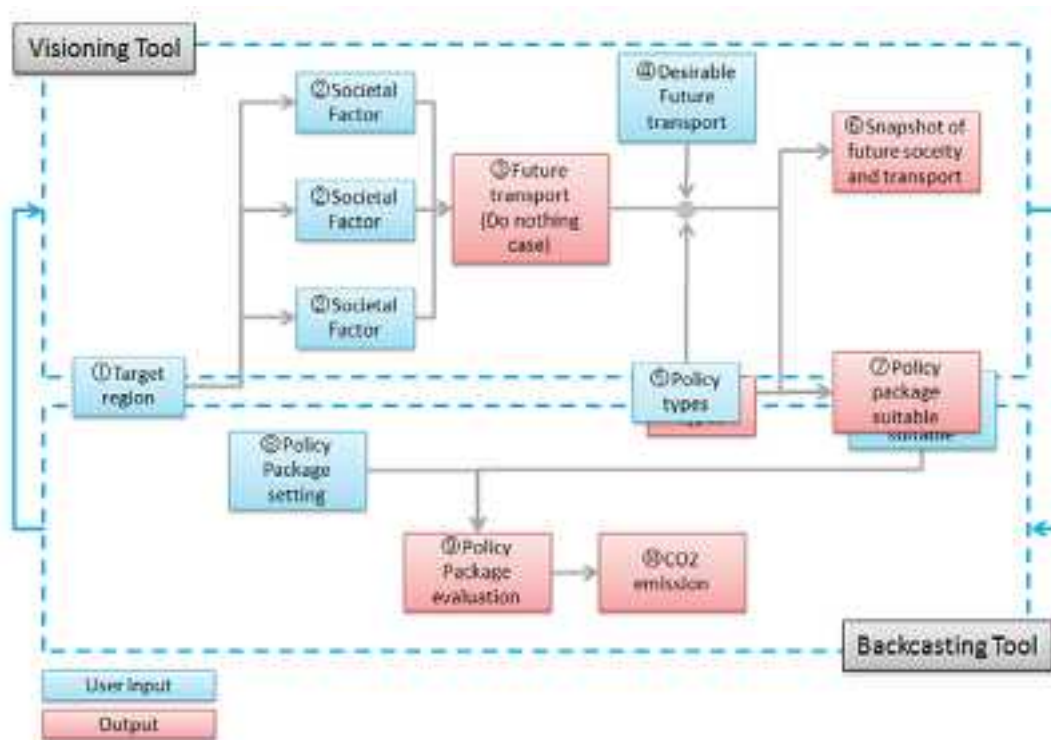 Visioning Tool
②Societal
Factor
②Societal
Factor
②Societal
Factor
③Future
transport
(Do nothing
case)
④Desirable
Future
transport
⑥Snapshot of
future soceity
and transport
①Target
region
⑤Policy
types
⑦Policy
package
suitable
suitable
⑧Policy
Package
setting
⑨Policy
Package
evaluation
⑩CO2
emission
Backcasting Tool
User Input
Output